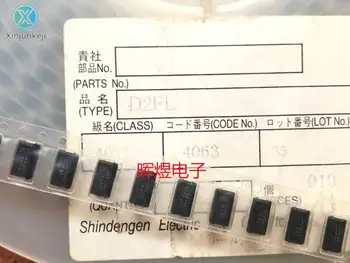 Xinjunkeji
貴社
部品No.
(PARTS No.)
品名 D2FL
(TYPE)
級名(CLASS) コード番号(CODE No.) ロット番号(LOT No.)
4063 33
辉煜电子
010
個
Shindengen Electric